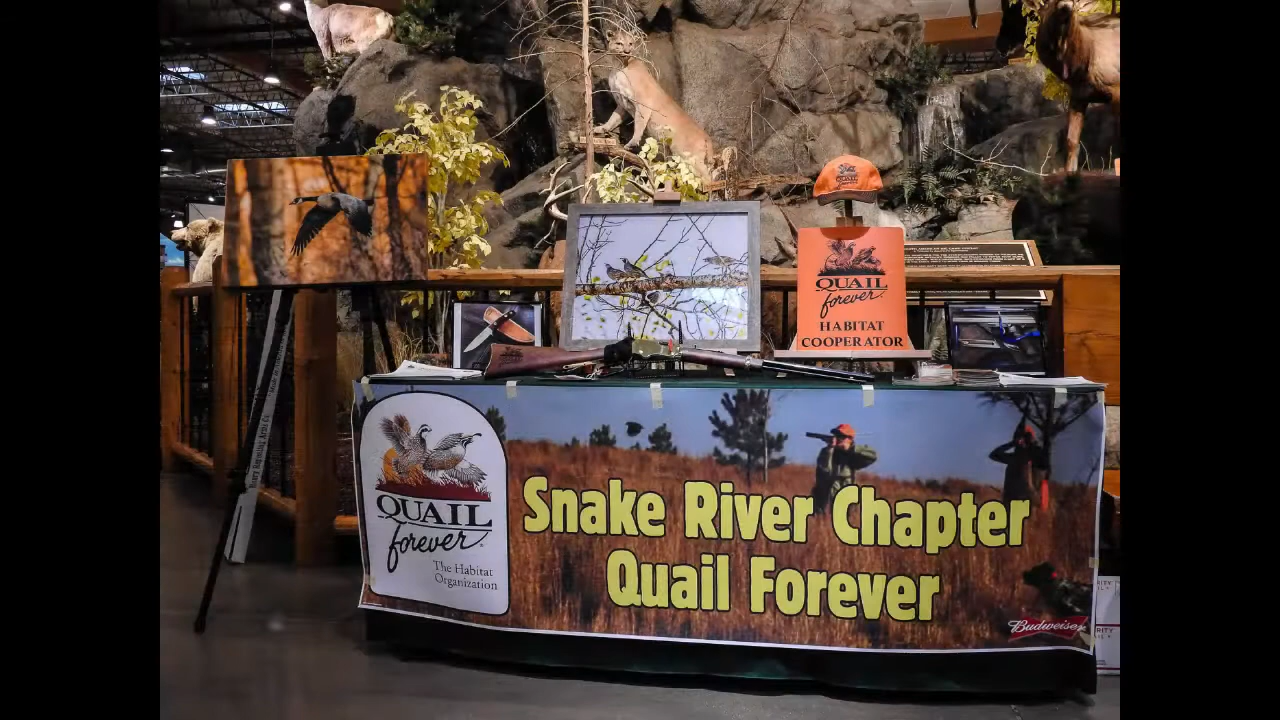 QUAIL
forever
HABITAT
COOPERATOR
QUAIL
forever
The Habitat
Organization
Snake River Chapter
Quail Forever
Budweiser